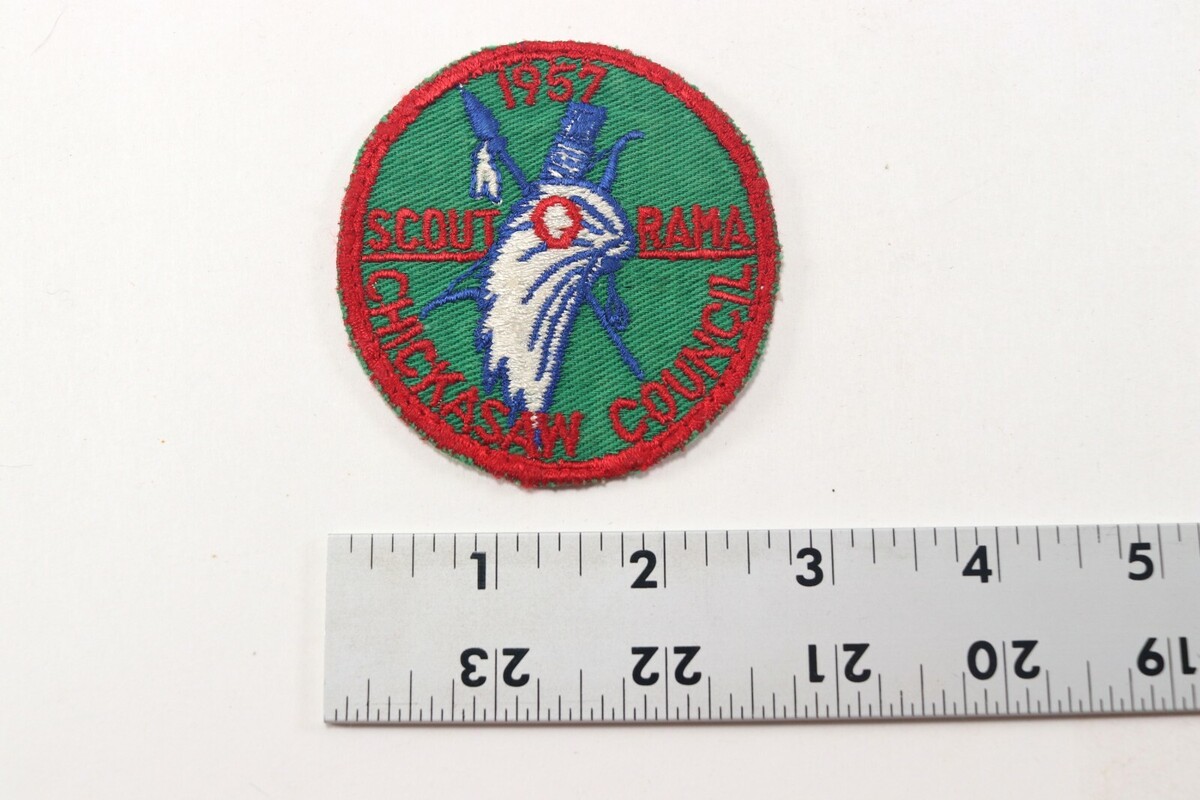 1957
SCOUT RAMA
CHICKASAW COUNCIL
1 2 3 4 5
23 22 21 20 19